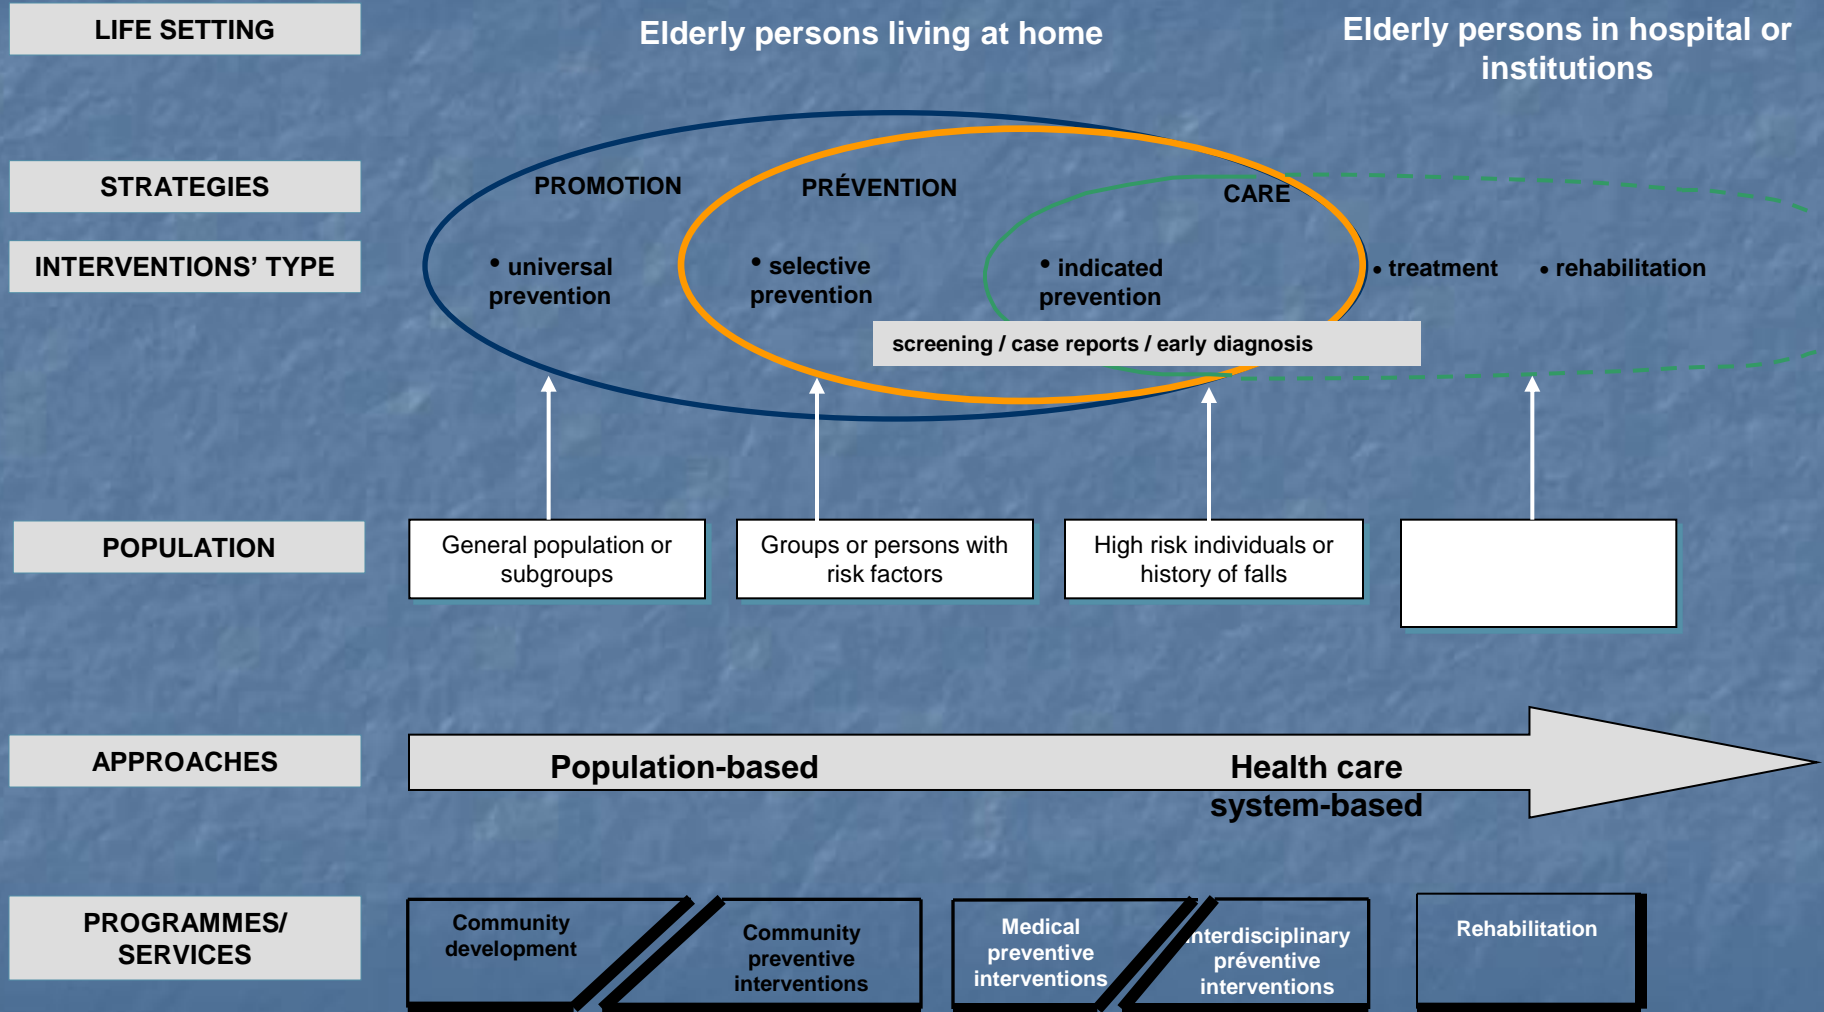 LIFE SETTING
Elderly persons living at home
Elderly persons in hospital or
institutions
STRATEGIES
PROMOTION
PRÉVENTION
CARE
INTERVENTIONS' TYPE
• universal
prevention
• selective
prevention
• indicated
prevention
• treatment
• rehabilitation
screening / case reports / early diagnosis
POPULATION
General population or
subgroups
Groups or persons with
risk factors
High risk individuals or
history of falls
APPROACHES
Population-based
Health care
system-based
PROGRAMMES/
SERVICES
Community
development
Community
preventive
interventions
Medical
preventive
interventions
Interdisciplinary
préventive
interventions
Rehabilitation